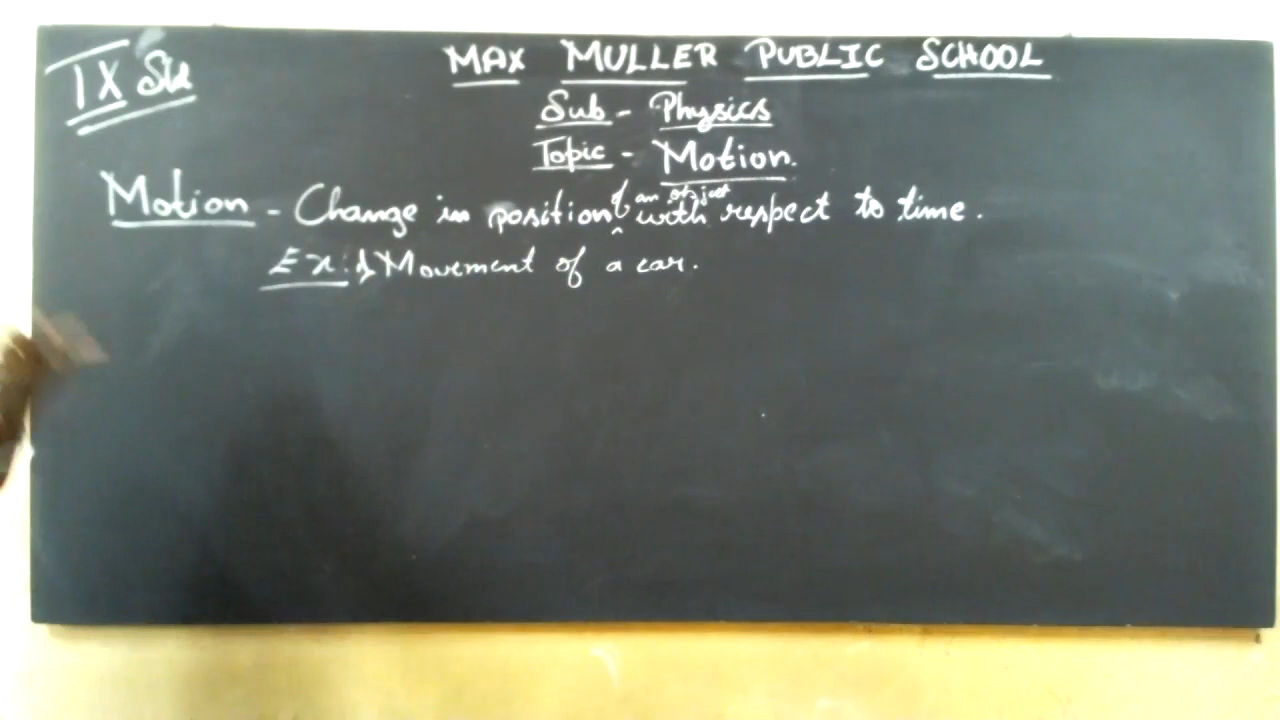 IX Std
MAX MULLER PUBLIC SCHOOL
Sub - Physics
Topic - Motion.
Motion - Change in position of an object with respect to time.
Ex: 1) Movement of a car.